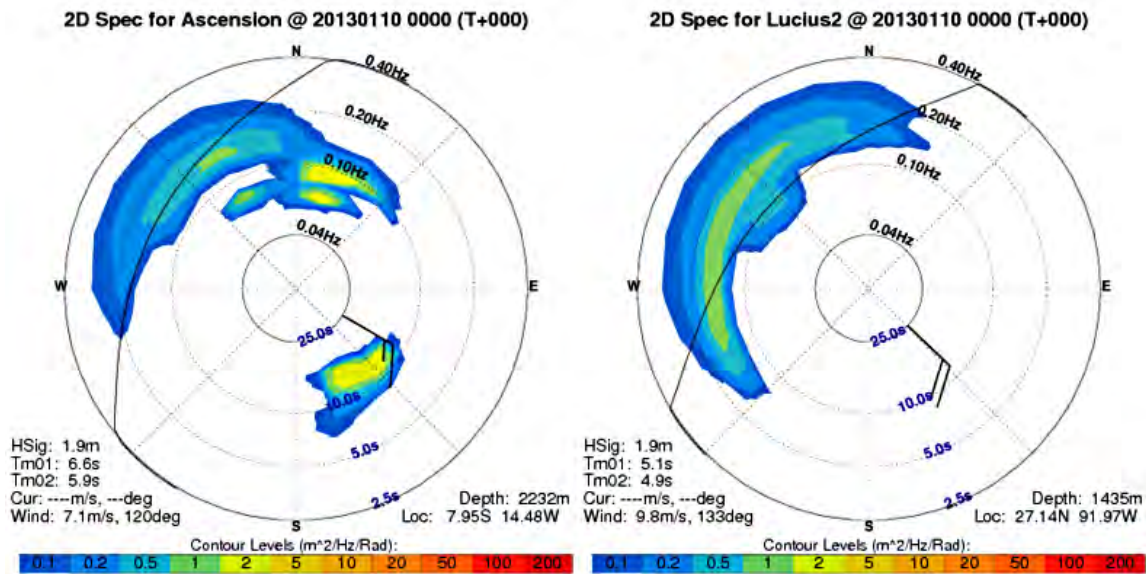 2D Spec for Ascension @ 20130110 0000 (T+000)
N
0.40Hz
0.20Hz
0.10Hz
0.04Hz
W
E
25.0s
10.0s
5.0s
2.5s
S
HSig: 1.9m
Tm01: 6.6s
Tm02: 5.9s
Cur: ----m/s, ---deg
Wind: 7.1m/s, 120deg
Depth: 2232m
Loc: 7.95S 14.48W
Contour Levels (m^2/Hz/Rad):
0.1 0.2 0.5 1 2 5 10 20 50 100 200
2D Spec for Lucius2 @ 20130110 0000 (T+000)
N
0.40Hz
0.20Hz
0.10Hz
0.04Hz
W
E
25.0s
10.0s
5.0s
2.5s
S
HSig: 1.9m
Tm01: 5.1s
Tm02: 4.9s
Cur: ----m/s, ---deg
Wind: 9.8m/s, 133deg
Depth: 1435m
Loc: 27.14N 91.97W
Contour Levels (m^2/Hz/Rad):
0.1 0.2 0.5 1 2 5 10 20 50 100 200